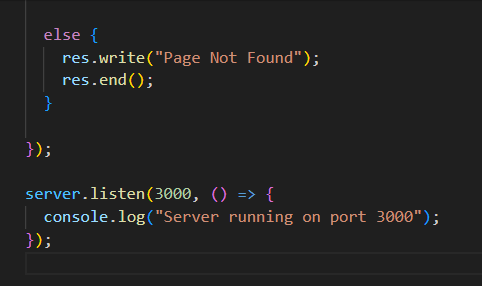 else {
res.write("Page Not Found");
res.end();
}
});
server.listen(3000, () => {
console.log("Server running on port 3000");
});